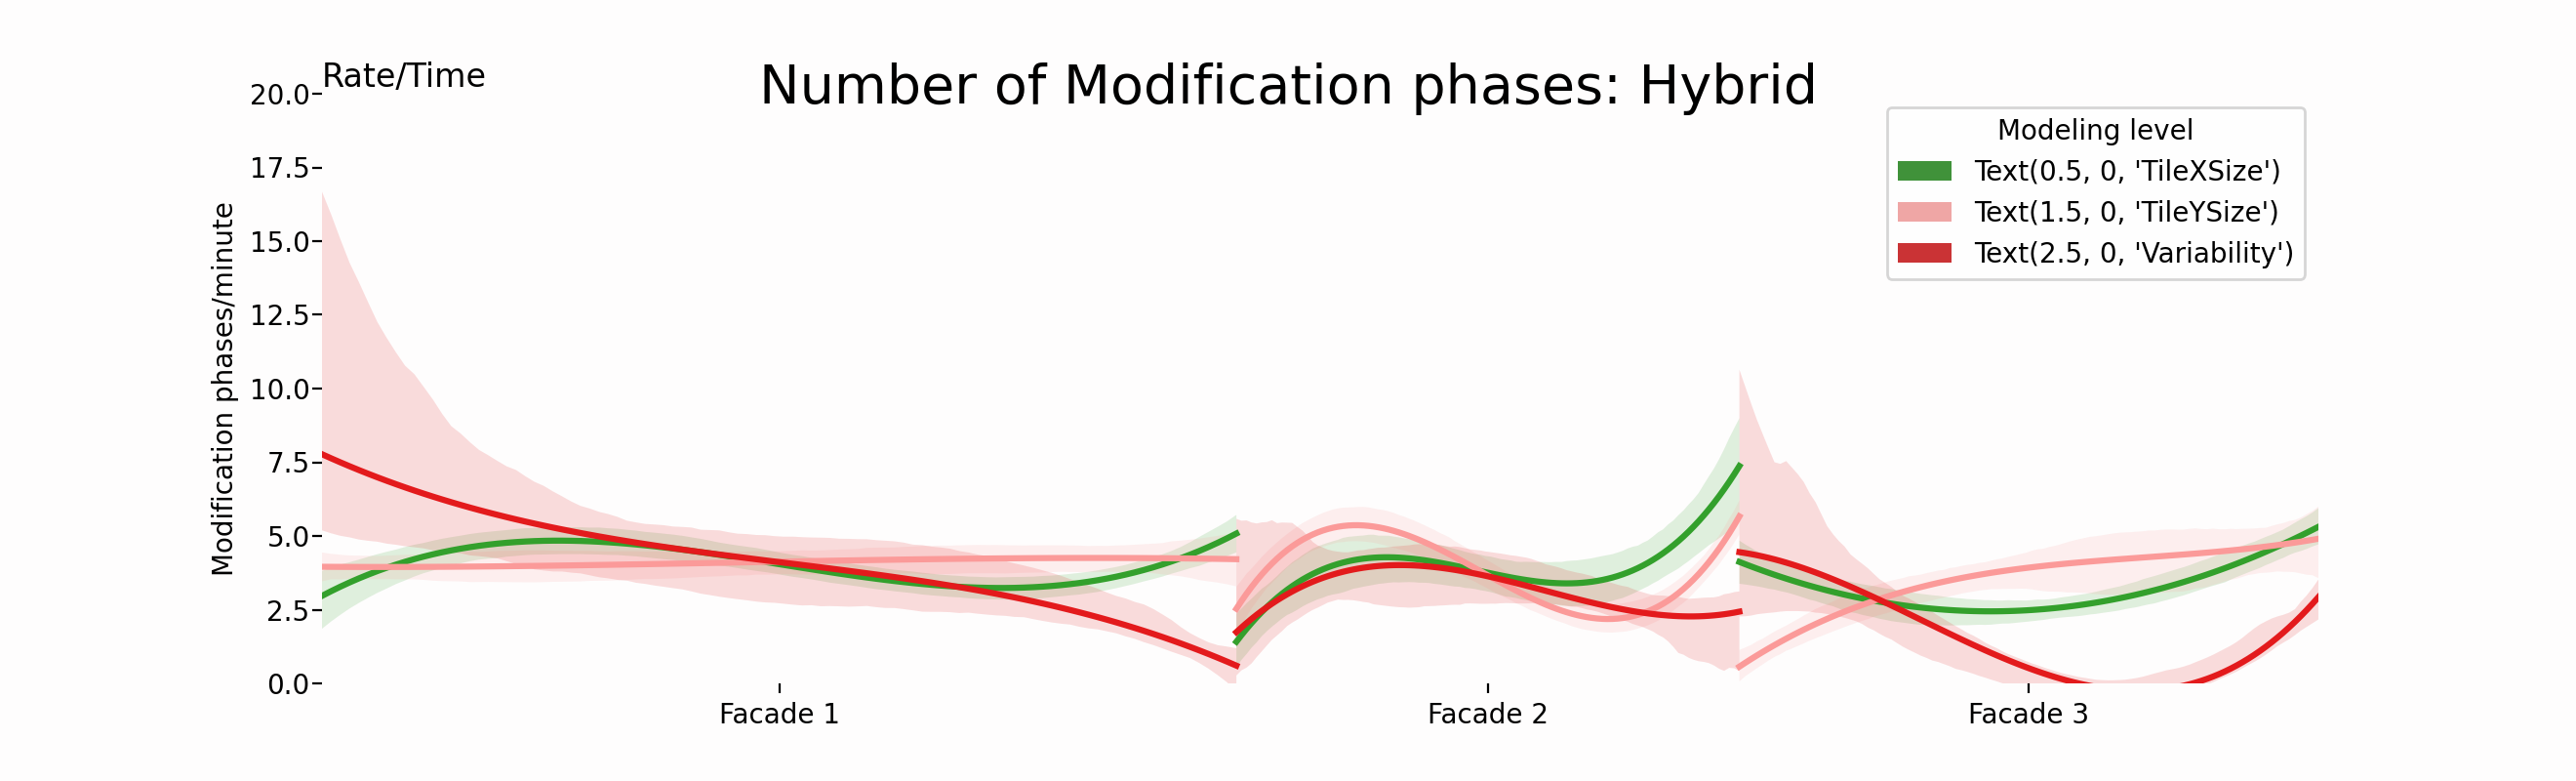 Rate/Time
Number of Modification phases: Hybrid
Modification phases/minute
20.0
17.5
15.0
12.5
10.0
7.5
5.0
2.5
0.0
Modeling level
Text(0.5, 0, 'TileXSize')
Text(1.5, 0, 'TileYSize')
Text(2.5, 0, 'Variability')
Facade 1
Facade 2
Facade 3